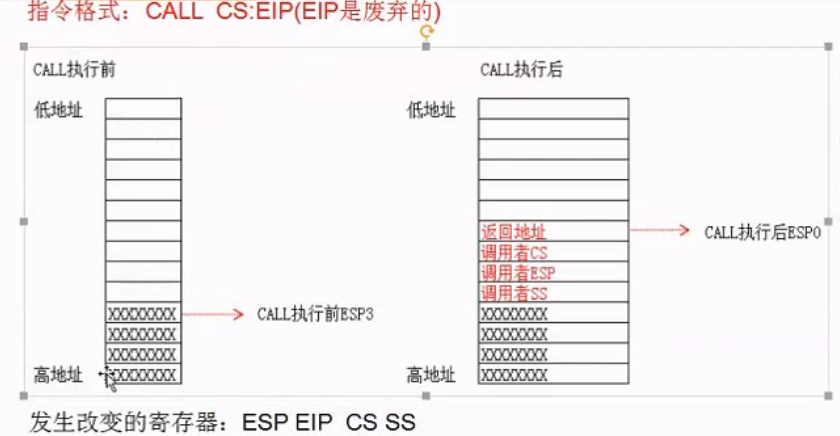 指令格式：CALL CS:EIP(EIP是废弃的)
CALL执行前
CALL执行后
低地址
低地址
返回地址
CALL执行后ESP0
调用者CS
调用者ESP
调用者SS
XXXXXXXX
CALL执行前ESP3
XXXXXXXX
XXXXXXXX
XXXXXXXX
XXXXXXXX
XXXXXXXX
高地址
XXXXXXXX
高地址
XXXXXXXX
发生改变的寄存器：ESP EIP CS SS